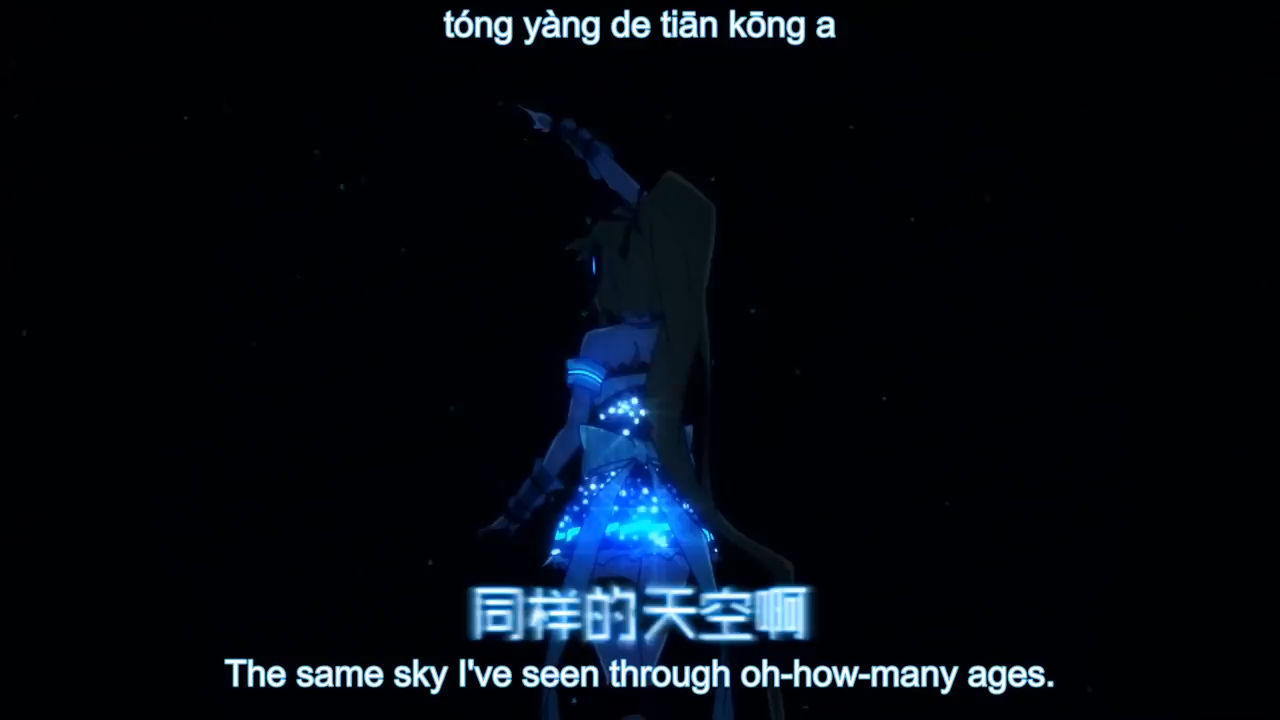 tóng yàng de tiān kōng a
同样的天空啊
The same sky I've seen through oh-how-many ages.